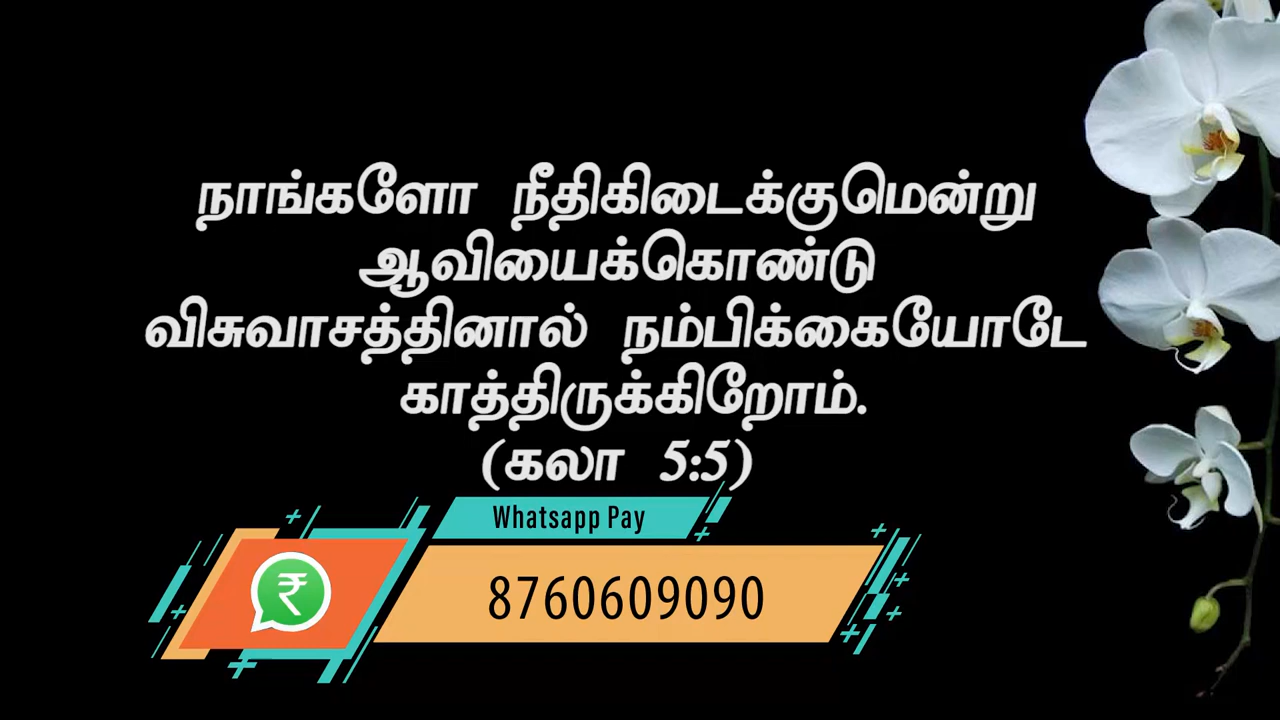 நாங்களோ நீதிகிடைக்குமென்று
ஆவியைக்கொண்டு
விசுவாசத்தினால் நம்பிக்கையோடே
காத்திருக்கிறோம்.
(கலா 5:5)
Whatsapp Pay
₹
8760609090